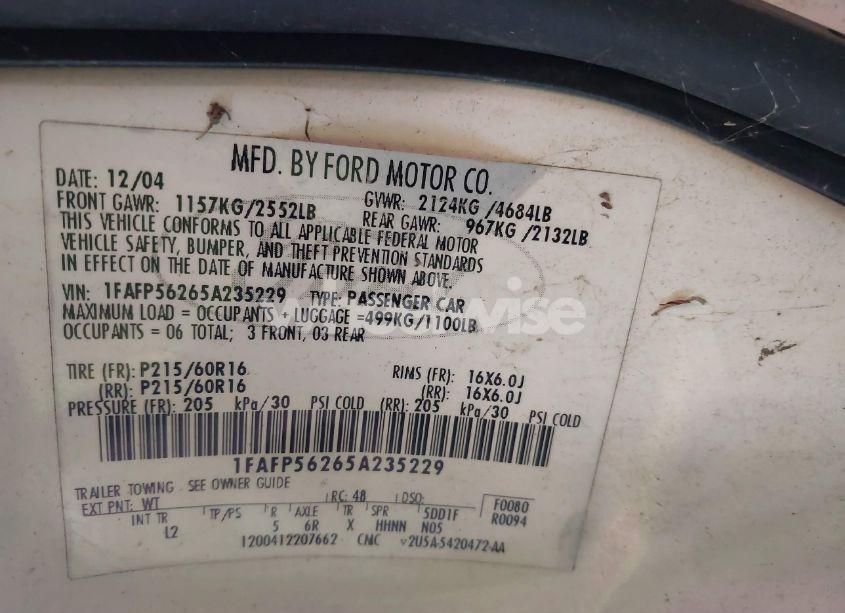 MFD. BY FORD MOTOR CO.
DATE: 12/04 GVWR: 2124KG /4684LB
FRONT GAWR: 1157KG/2552LB REAR GAWR: 967KG /2132LB
THIS VEHICLE CONFORMS TO ALL APPLICABLE FEDERAL MOTOR
VEHICLE SAFETY, BUMPER, AND THEFT PREVENTION STANDARDS
IN EFFECT ON THE DATE OF MANUFACTURE SHOWN ABOVE.
VIN: 1FAFP56265A235229 TYPE: PASSENGER CAR
MAXIMUM LOAD = OCCUPANTS + LUGGAGE =499KG/1100LB
OCCUPANTS = 06 TOTAL; 3 FRONT, 03 REAR
TIRE (FR): P215/60R16 RIMS (FR): 16X6.0J
(RR): P215/60R16 (RR): 16X6.0J
PRESSURE (FR): 205 kPa/30 PSI COLD (RR): 205 kPa/30 PSI COLD
1FAFP56265A235229
TRAILER TOWING - SEE OWNER GUIDE
EXT PNT: WT RC: 48 DSO: F0080
INT TR TP/PS R AXLE TR SPR 5DD1F R0094
L2 5 6R X HHNN N05
1200412207662 CMC 2U5A-5420472-AA